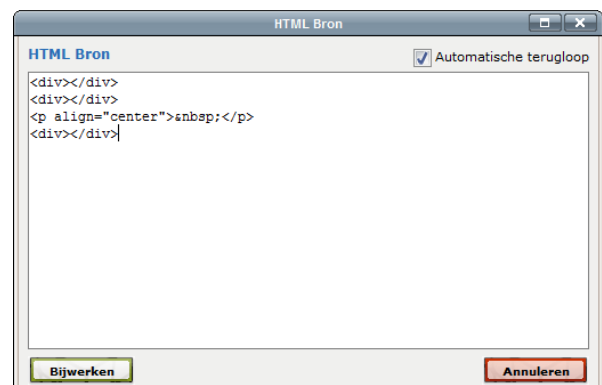 HTML Bron
HTML Bron
Automatische terugloop
<div></div>
<div></div>
<p align="center">&nbsp;</p>
<div></div>
Bijwerken
Annuleren